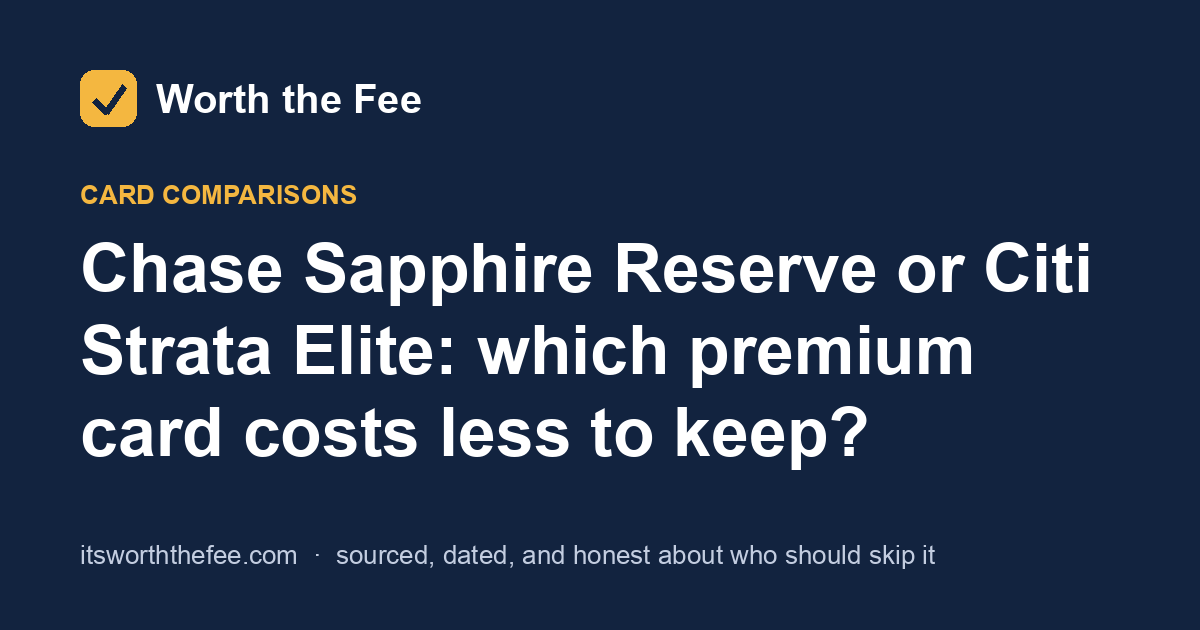 Worth the Fee
CARD COMPARISONS
Chase Sapphire Reserve or Citi
Strata Elite: which premium
card costs less to keep?
itsworththefee.com · sourced, dated, and honest about who should skip it